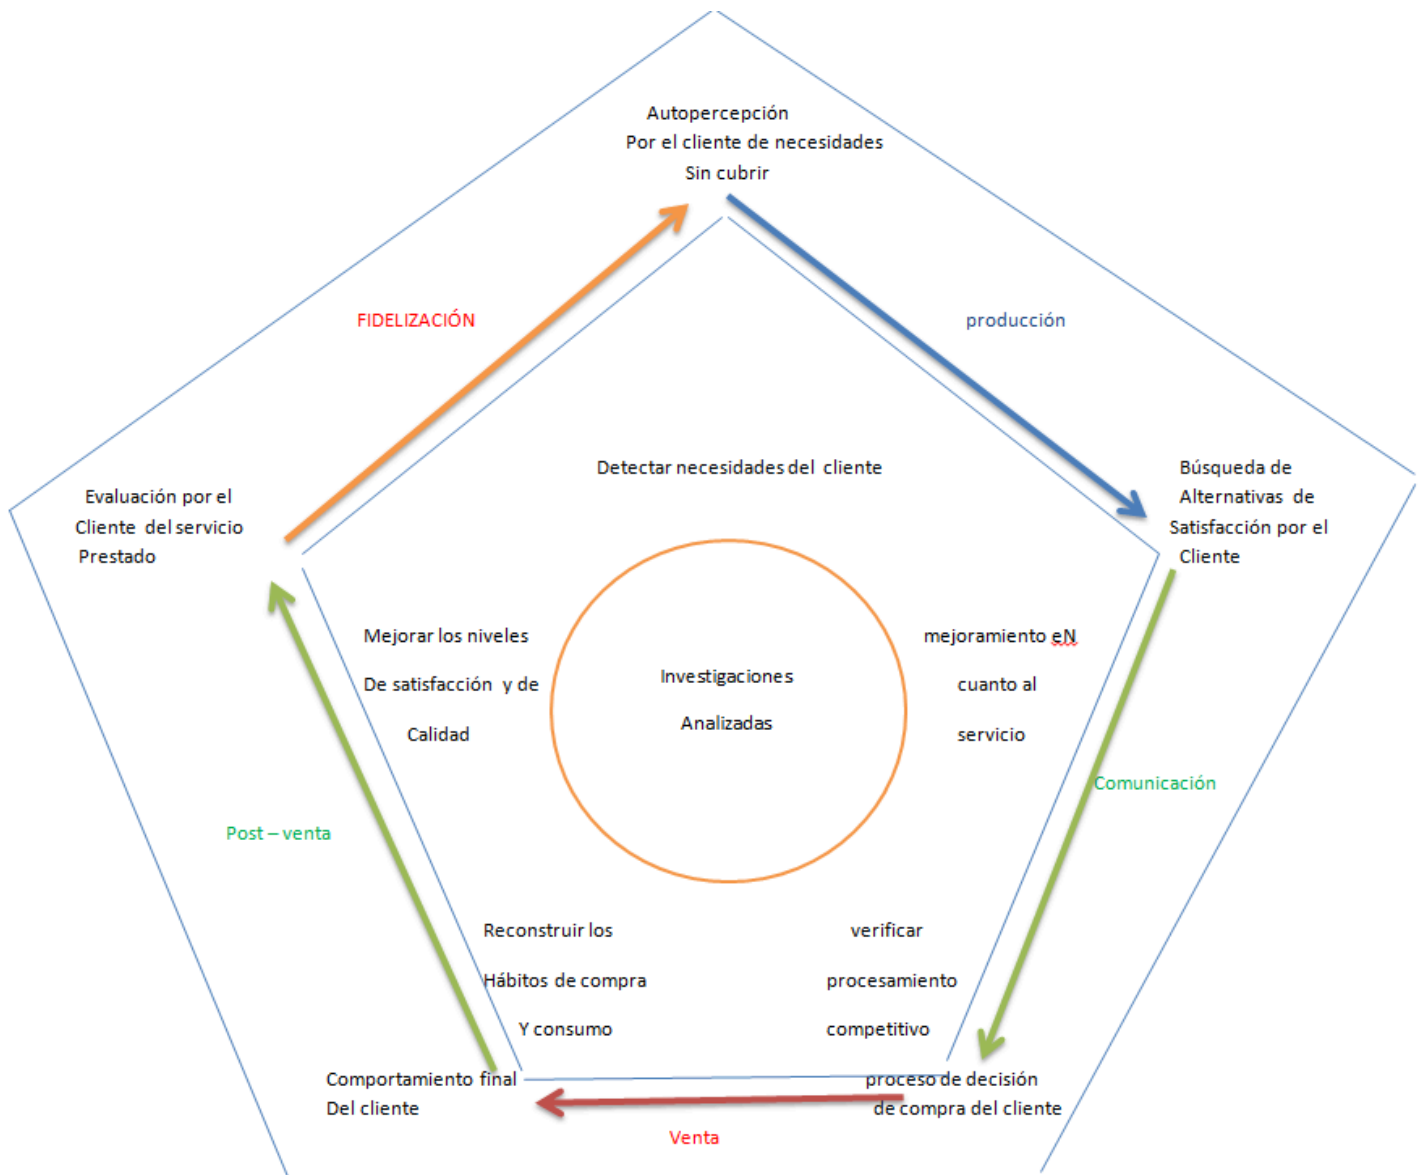 Autopercepción
Por el cliente de necesidades
Sin cubrir
FIDELIZACIÓN
producción
Detectar necesidades del cliente
Búsqueda de
Alternativas de
Satisfacción por el
Cliente
Evaluación por el
Cliente del servicio
Prestado
Mejorar los niveles
De satisfacción y de
Calidad
Investigaciones
Analizadas
mejoramiento eN
cuanto al
servicio
Comunicación
Post – venta
Reconstruir los
Hábitos de compra
Y consumo
verificar
procesamiento
competitivo
Comportamiento final
Del cliente
proceso de decisión
de compra del cliente
Venta